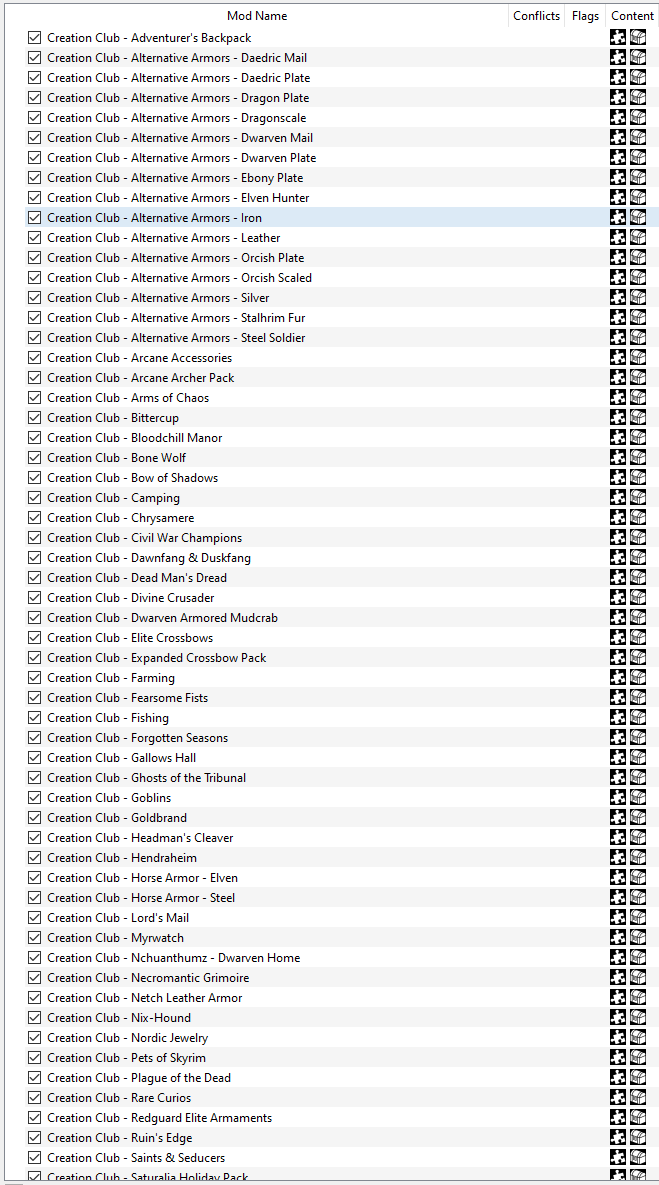 Mod Name Conflicts Flags Content
Creation Club - Adventurer's Backpack
Creation Club - Alternative Armors - Daedric Mail
Creation Club - Alternative Armors - Daedric Plate
Creation Club - Alternative Armors - Dragon Plate
Creation Club - Alternative Armors - Dragonscale
Creation Club - Alternative Armors - Dwarven Mail
Creation Club - Alternative Armors - Dwarven Plate
Creation Club - Alternative Armors - Ebony Plate
Creation Club - Alternative Armors - Elven Hunter
Creation Club - Alternative Armors - Iron
Creation Club - Alternative Armors - Leather
Creation Club - Alternative Armors - Orcish Plate
Creation Club - Alternative Armors - Orcish Scaled
Creation Club - Alternative Armors - Silver
Creation Club - Alternative Armors - Stalhrim Fur
Creation Club - Alternative Armors - Steel Soldier
Creation Club - Arcane Accessories
Creation Club - Arcane Archer Pack
Creation Club - Arms of Chaos
Creation Club - Bittercup
Creation Club - Bloodchill Manor
Creation Club - Bone Wolf
Creation Club - Bow of Shadows
Creation Club - Camping
Creation Club - Chrysamere
Creation Club - Civil War Champions
Creation Club - Dawnfang & Duskfang
Creation Club - Dead Man's Dread
Creation Club - Divine Crusader
Creation Club - Dwarven Armored Mudcrab
Creation Club - Elite Crossbows
Creation Club - Expanded Crossbow Pack
Creation Club - Farming
Creation Club - Fearsome Fists
Creation Club - Fishing
Creation Club - Forgotten Seasons
Creation Club - Gallows Hall
Creation Club - Ghosts of the Tribunal
Creation Club - Goblins
Creation Club - Goldbrand
Creation Club - Headman's Cleaver
Creation Club - Hendraheim
Creation Club - Horse Armor - Elven
Creation Club - Horse Armor - Steel
Creation Club - Lord's Mail
Creation Club - Myrwatch
Creation Club - Nchuanthumz - Dwarven Home
Creation Club - Necromantic Grimoire
Creation Club - Netch Leather Armor
Creation Club - Nix-Hound
Creation Club - Nordic Jewelry
Creation Club - Pets of Skyrim
Creation Club - Plague of the Dead
Creation Club - Rare Curios
Creation Club - Redguard Elite Armaments
Creation Club - Ruin's Edge
Creation Club - Saints & Seducers
Creation Club - Saturalia Holiday Pack